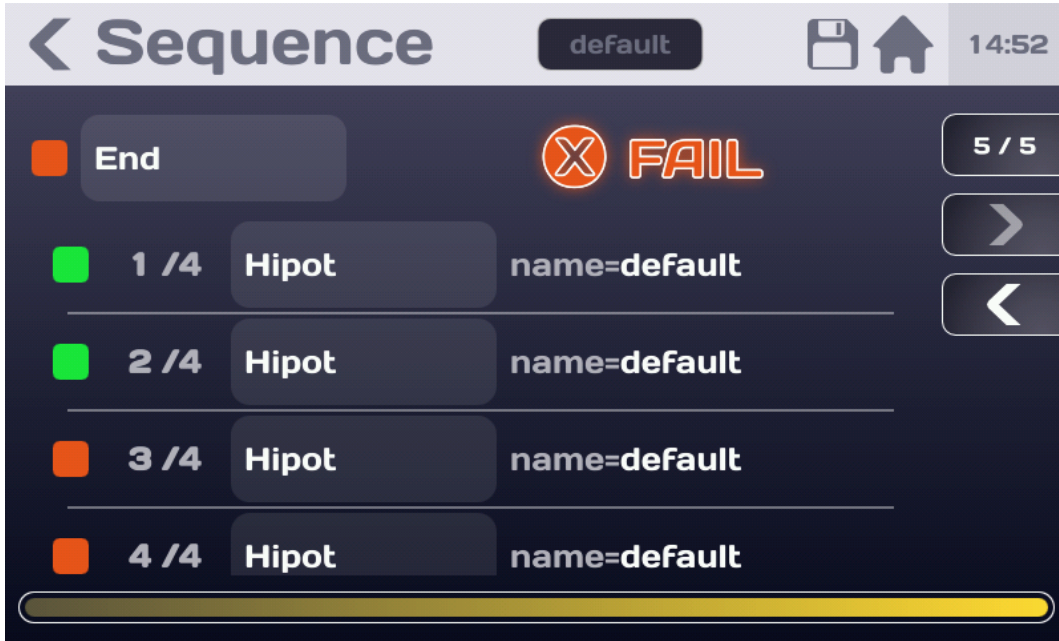 Sequence default 14:52
End X FAIL 5 / 5
1 /4 Hipot name=default
2 /4 Hipot name=default
3 /4 Hipot name=default
4 /4 Hipot name=default